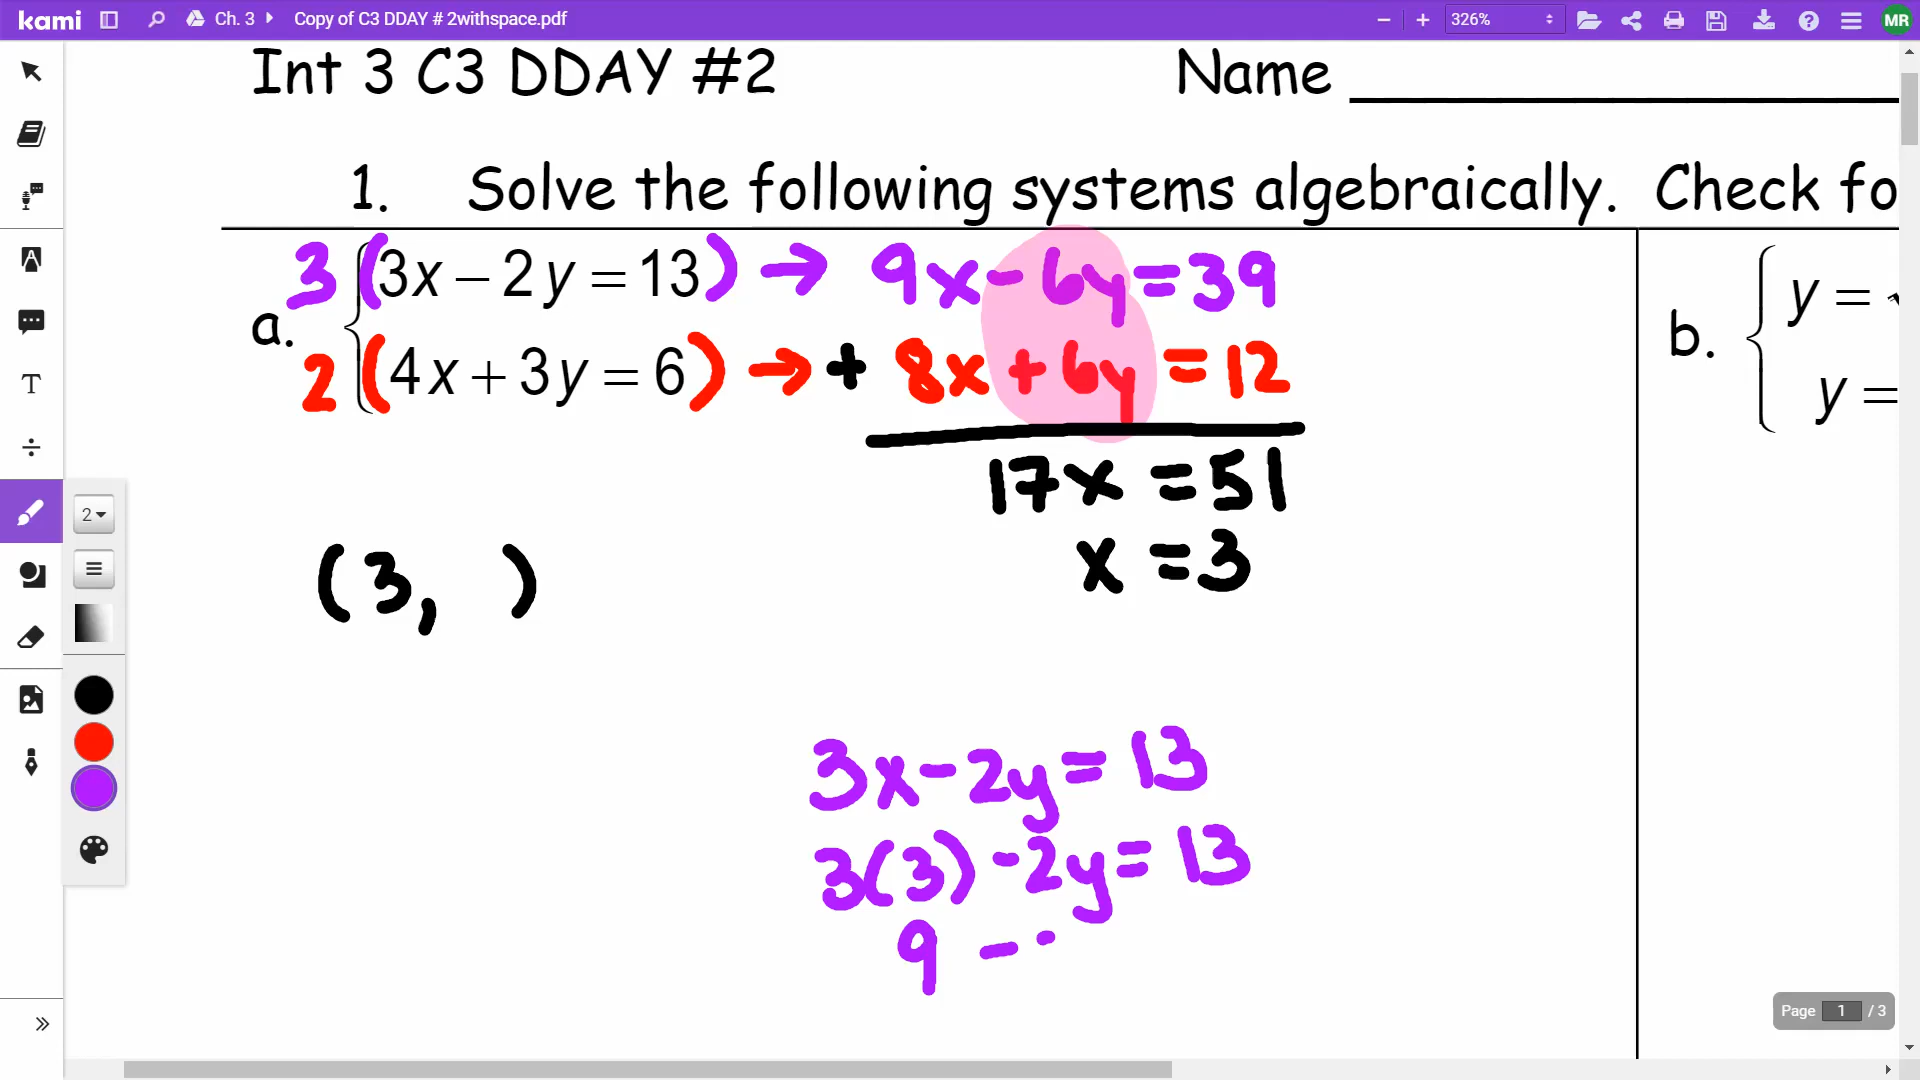 kami Ch. 3 Copy of C3 DDAY # 2withspace.pdf 326% MR
Int 3 C3 DDAY #2 Name
1. Solve the following systems algebraically. Check fo
3 (3x – 2y = 13) → 9x – 6y = 39
a. b. y =
2 (4x + 3y = 6) → + 8x + 6y = 12
y =
17x = 51
2
x = 3
(3, )
3x – 2y = 13
3(3) – 2y = 13
9 –
Page 1 / 3